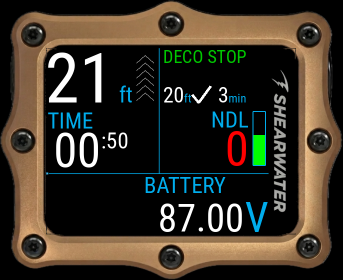 21 ft
DECO STOP
20ft 3min
TIME
00:50
NDL
0
BATTERY
87.00V
SHEARWATER